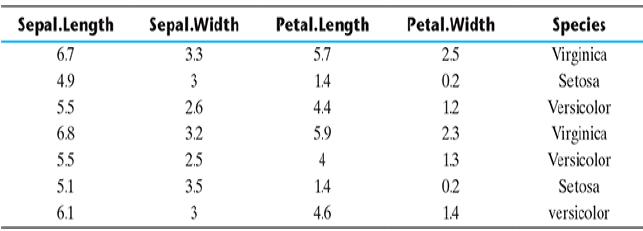 Sepal.Length Sepal.Width Petal.Length Petal.Width Species
6.7 3.3 5.7 2.5 Virginica
4.9 3 1.4 0.2 Setosa
5.5 2.6 4.4 1.2 Versicolor
6.8 3.2 5.9 2.3 Virginica
5.5 2.5 4 1.3 Versicolor
5.1 3.5 1.4 0.2 Setosa
6.1 3 4.6 1.4 versicolor